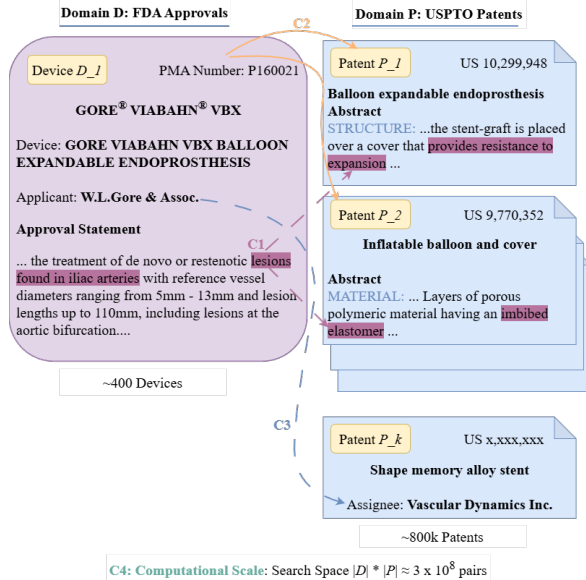 Domain D: FDA Approvals
Device D_1
PMA Number: P160021
GORE® VIABAHN® VBX
Device: GORE VIABAHN VBX BALLOON
EXPANDABLE ENDOPROSTHESIS
Applicant: W.L.Gore & Assoc.
Approval Statement
... the treatment of de novo or restenotic lesions
found in iliac arteries with reference vessel
diameters ranging from 5mm - 13mm and lesion
lengths up to 110mm, including lesions at the
aortic bifurcation....
~400 Devices
C2
C1
C3
Domain P: USPTO Patents
Patent P_1
US 10,299,948
Balloon expandable endoprosthesis
Abstract
STRUCTURE: ...the stent-graft is placed
over a cover that provides resistance to
expansion ...
Patent P_2
US 9,770,352
Inflatable balloon and cover
Abstract
MATERIAL: ... Layers of porous
polymeric material having an imbibed
elastomer ...
Patent P_k
US x,xxx,xxx
Shape memory alloy stent
Assignee: Vascular Dynamics Inc.
~800k Patents
C4: Computational Scale: Search Space |D| * |P| ≈ 3 x 10⁸ pairs